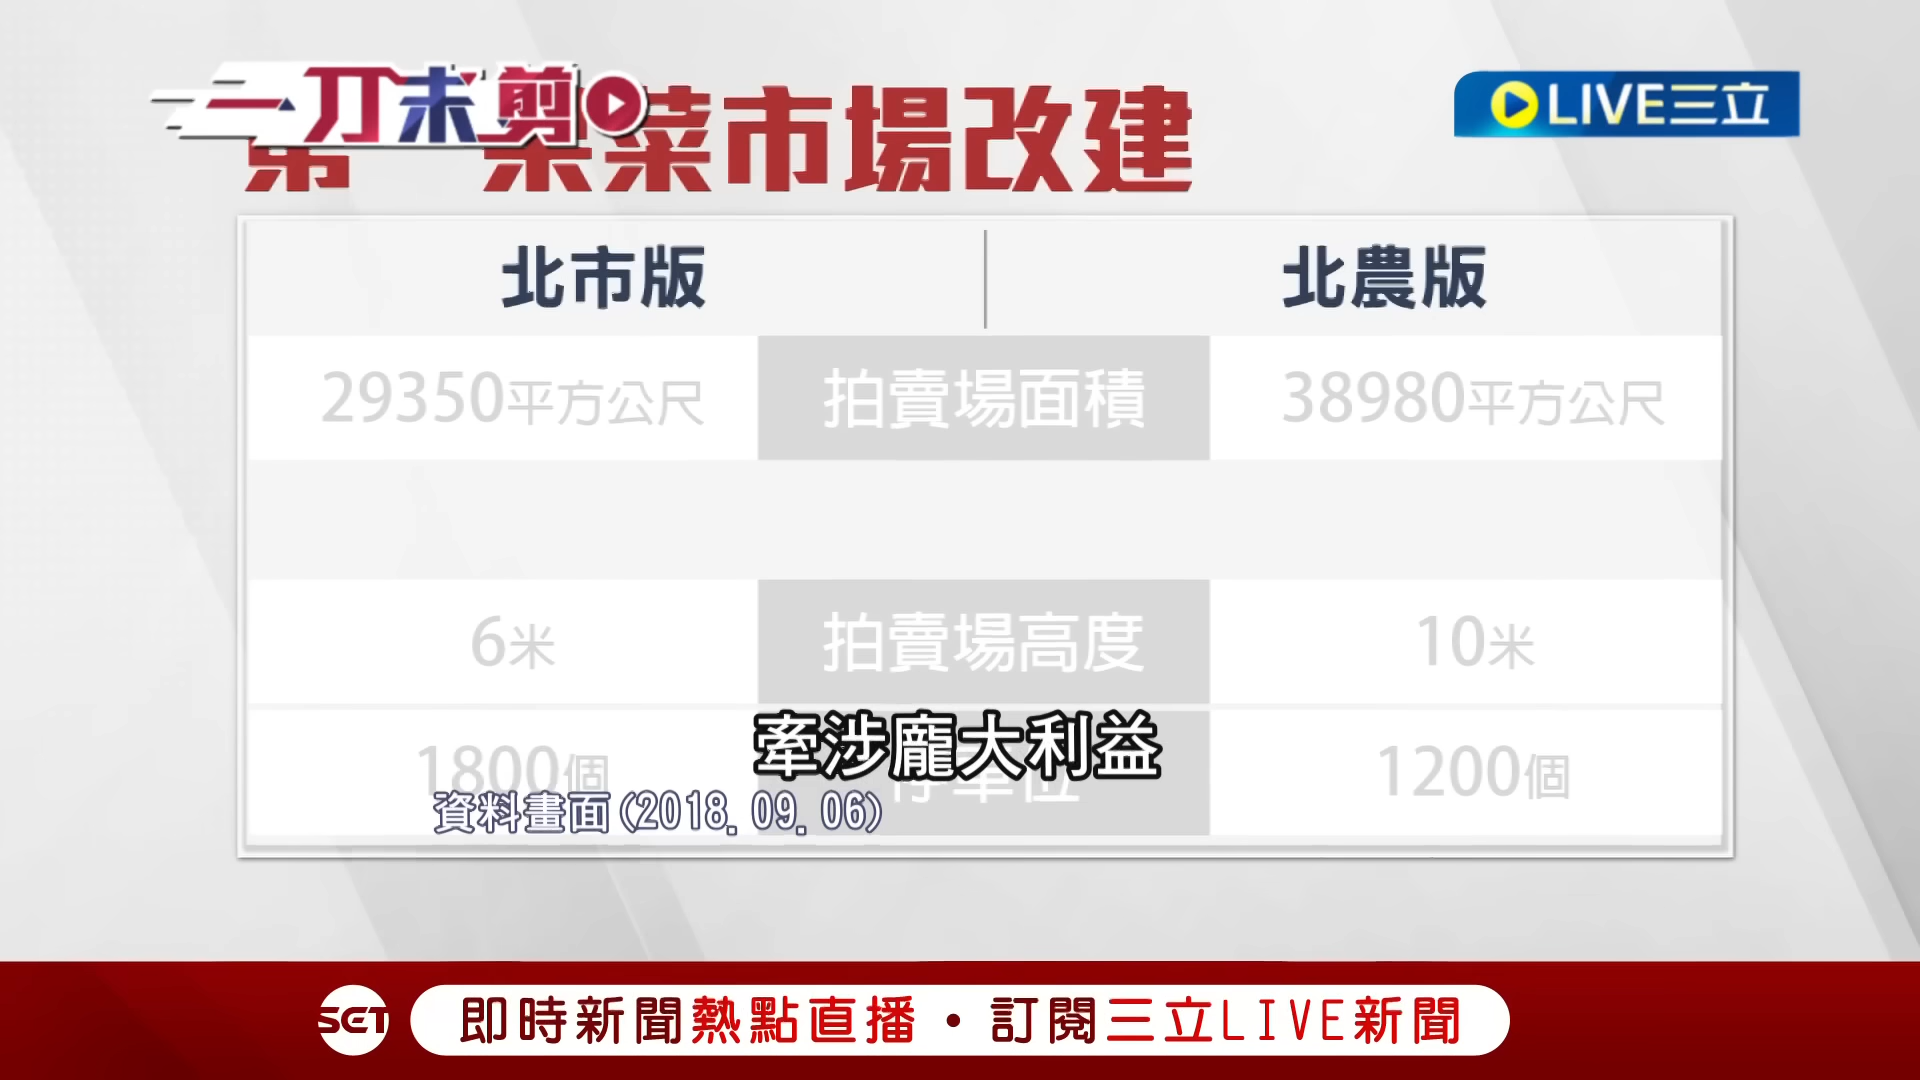 一刀未剪
LIVE三立
第一果菜市場改建
北市版
北農版
29350平方公尺
拍賣場面積
38980平方公尺
6米
拍賣場高度
10米
1800個
停車位
1200個
牽涉龐大利益
資料畫面(2018.09.06)
SET
即時新聞熱點直播・訂閱三立LIVE新聞